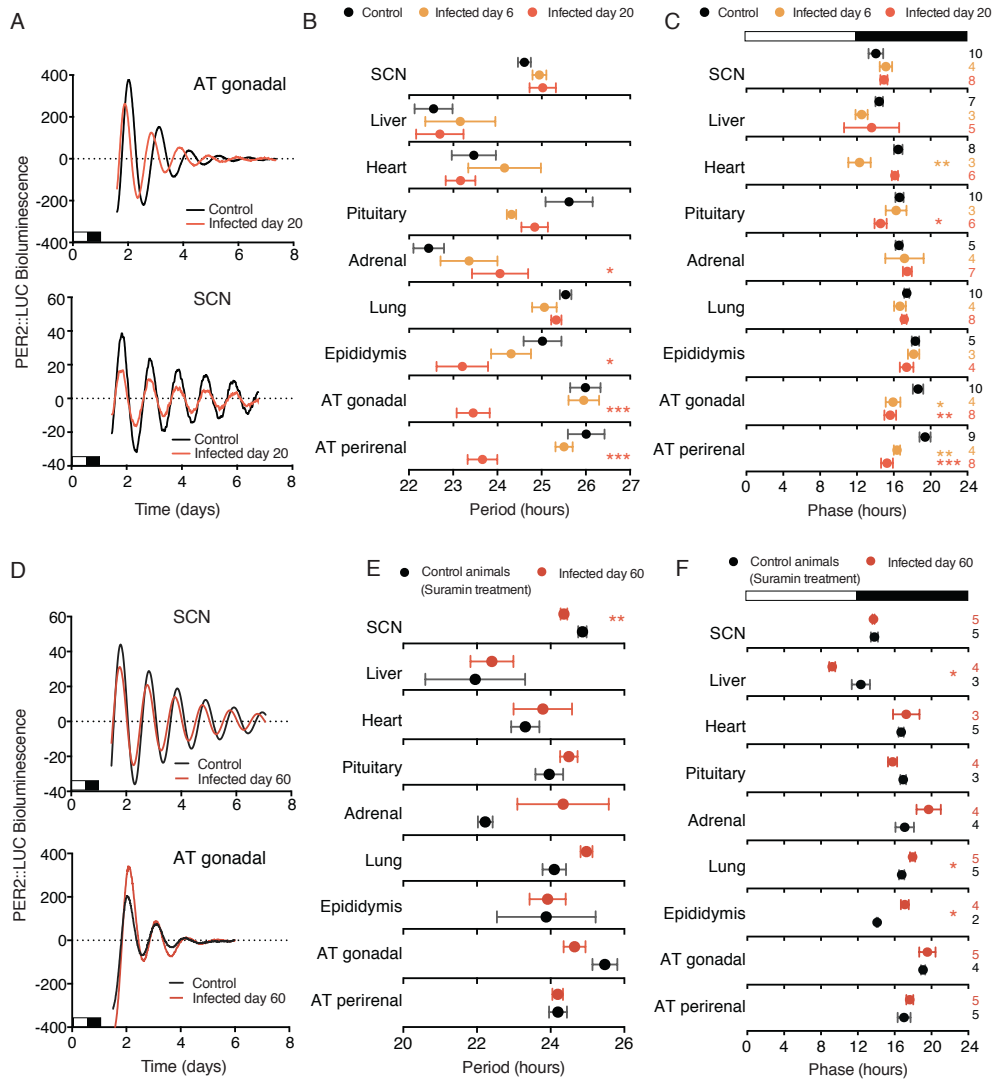 A
AT gonadal
400
200
0
-200
-400
Control
Infected day 20
0 2 4 6 8
SCN
60
40
20
0
-20
-40
Control
Infected day 20
0 2 4 6 8
Time (days)
PER2::LUC Bioluminescence
B
Control Infected day 6 Infected day 20
SCN
Liver
Heart
Pituitary
Adrenal *
Lung
Epididymis *
AT gonadal ***
AT perirenal ***
22 23 24 25 26 27
Period (hours)
C
Control Infected day 6 Infected day 20
SCN 10
4
8
Liver 7
3
5
Heart 8
** 3
6
Pituitary 10
3
* 6
Adrenal 5
4
7
Lung 10
4
8
Epididymis 5
3
4
AT gonadal 10
* 4
** 8
AT perirenal 9
** 4
*** 8
0 4 8 12 16 20 24
Phase (hours)
D
SCN
60
40
20
0
-20
-40
Control
Infected day 60
0 2 4 6 8
AT gonadal
400
200
0
-200
-400
Control
Infected day 60
0 2 4 6 8
Time (days)
PER2::LUC Bioluminescence
E
Control animals
(Suramin treatment)
Infected day 60
SCN **
Liver
Heart
Pituitary
Adrenal
Lung
Epididymis
AT gonadal
AT perirenal
20 22 24 26
Period (hours)
F
Control animals
(Suramin treatment)
Infected day 60
SCN 5
5
Liver * 4
3
Heart 3
5
Pituitary 4
3
Adrenal 4
4
Lung * 5
5
Epididymis * 4
2
AT gonadal 5
4
AT perirenal 5
5
0 4 8 12 16 20 24
Phase (hours)